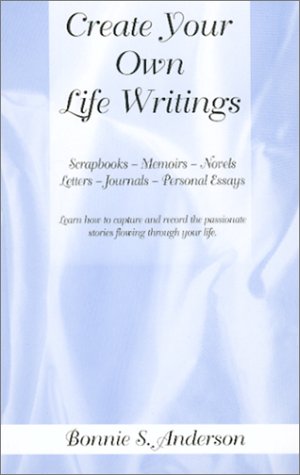 Create Your
Own
Life Writings
Scrapbooks – Memoirs – Novels
Letters – Journals – Personal Essays
Learn how to capture and record the passionate
stories flowing through your life.
Bonnie S. Anderson